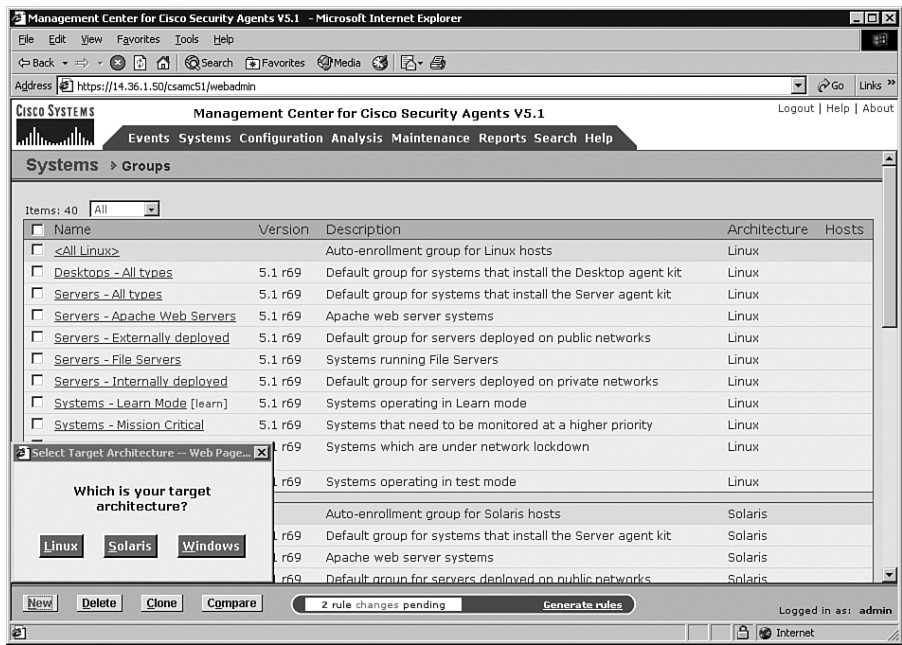 Management Center for Cisco Security Agents V5.1 - Microsoft Internet Explorer
File Edit View Favorites Tools Help
Back Search Favorites Media
Address https://14.36.1.50/csamc51/webadmin Go Links »
CISCO SYSTEMS
Management Center for Cisco Security Agents V5.1
Logout | Help | About
Events Systems Configuration Analysis Maintenance Reports Search Help
Systems > Groups
Items: 40 All
Name Version Description Architecture Hosts
<All Linux> Auto-enrollment group for Linux hosts Linux
Desktops - All types 5.1 r69 Default group for systems that install the Desktop agent kit Linux
Servers - All types 5.1 r69 Default group for systems that install the Server agent kit Linux
Servers - Apache Web Servers 5.1 r69 Apache web server systems Linux
Servers - Externally deployed 5.1 r69 Default group for servers deployed on public networks Linux
Servers - File Servers 5.1 r69 Systems running File Servers Linux
Servers - Internally deployed 5.1 r69 Default group for servers deployed on private networks Linux
Systems - Learn Mode [learn] 5.1 r69 Systems operating in Learn mode Linux
Systems - Mission Critical 5.1 r69 Systems that need to be monitored at a higher priority Linux
1 r69 Systems which are under network lockdown Linux
1 r69 Systems operating in test mode Linux
Auto-enrollment group for Solaris hosts Solaris
1 r69 Default group for systems that install the Server agent kit Solaris
1 r69 Apache web server systems Solaris
1 r69 Default group for servers deployed on public networks Solaris
Select Target Architecture -- Web Page...
Which is your target
architecture?
Linux Solaris Windows
New Delete Clone Compare 2 rule changes pending Generate rules
Logged in as: admin
Internet